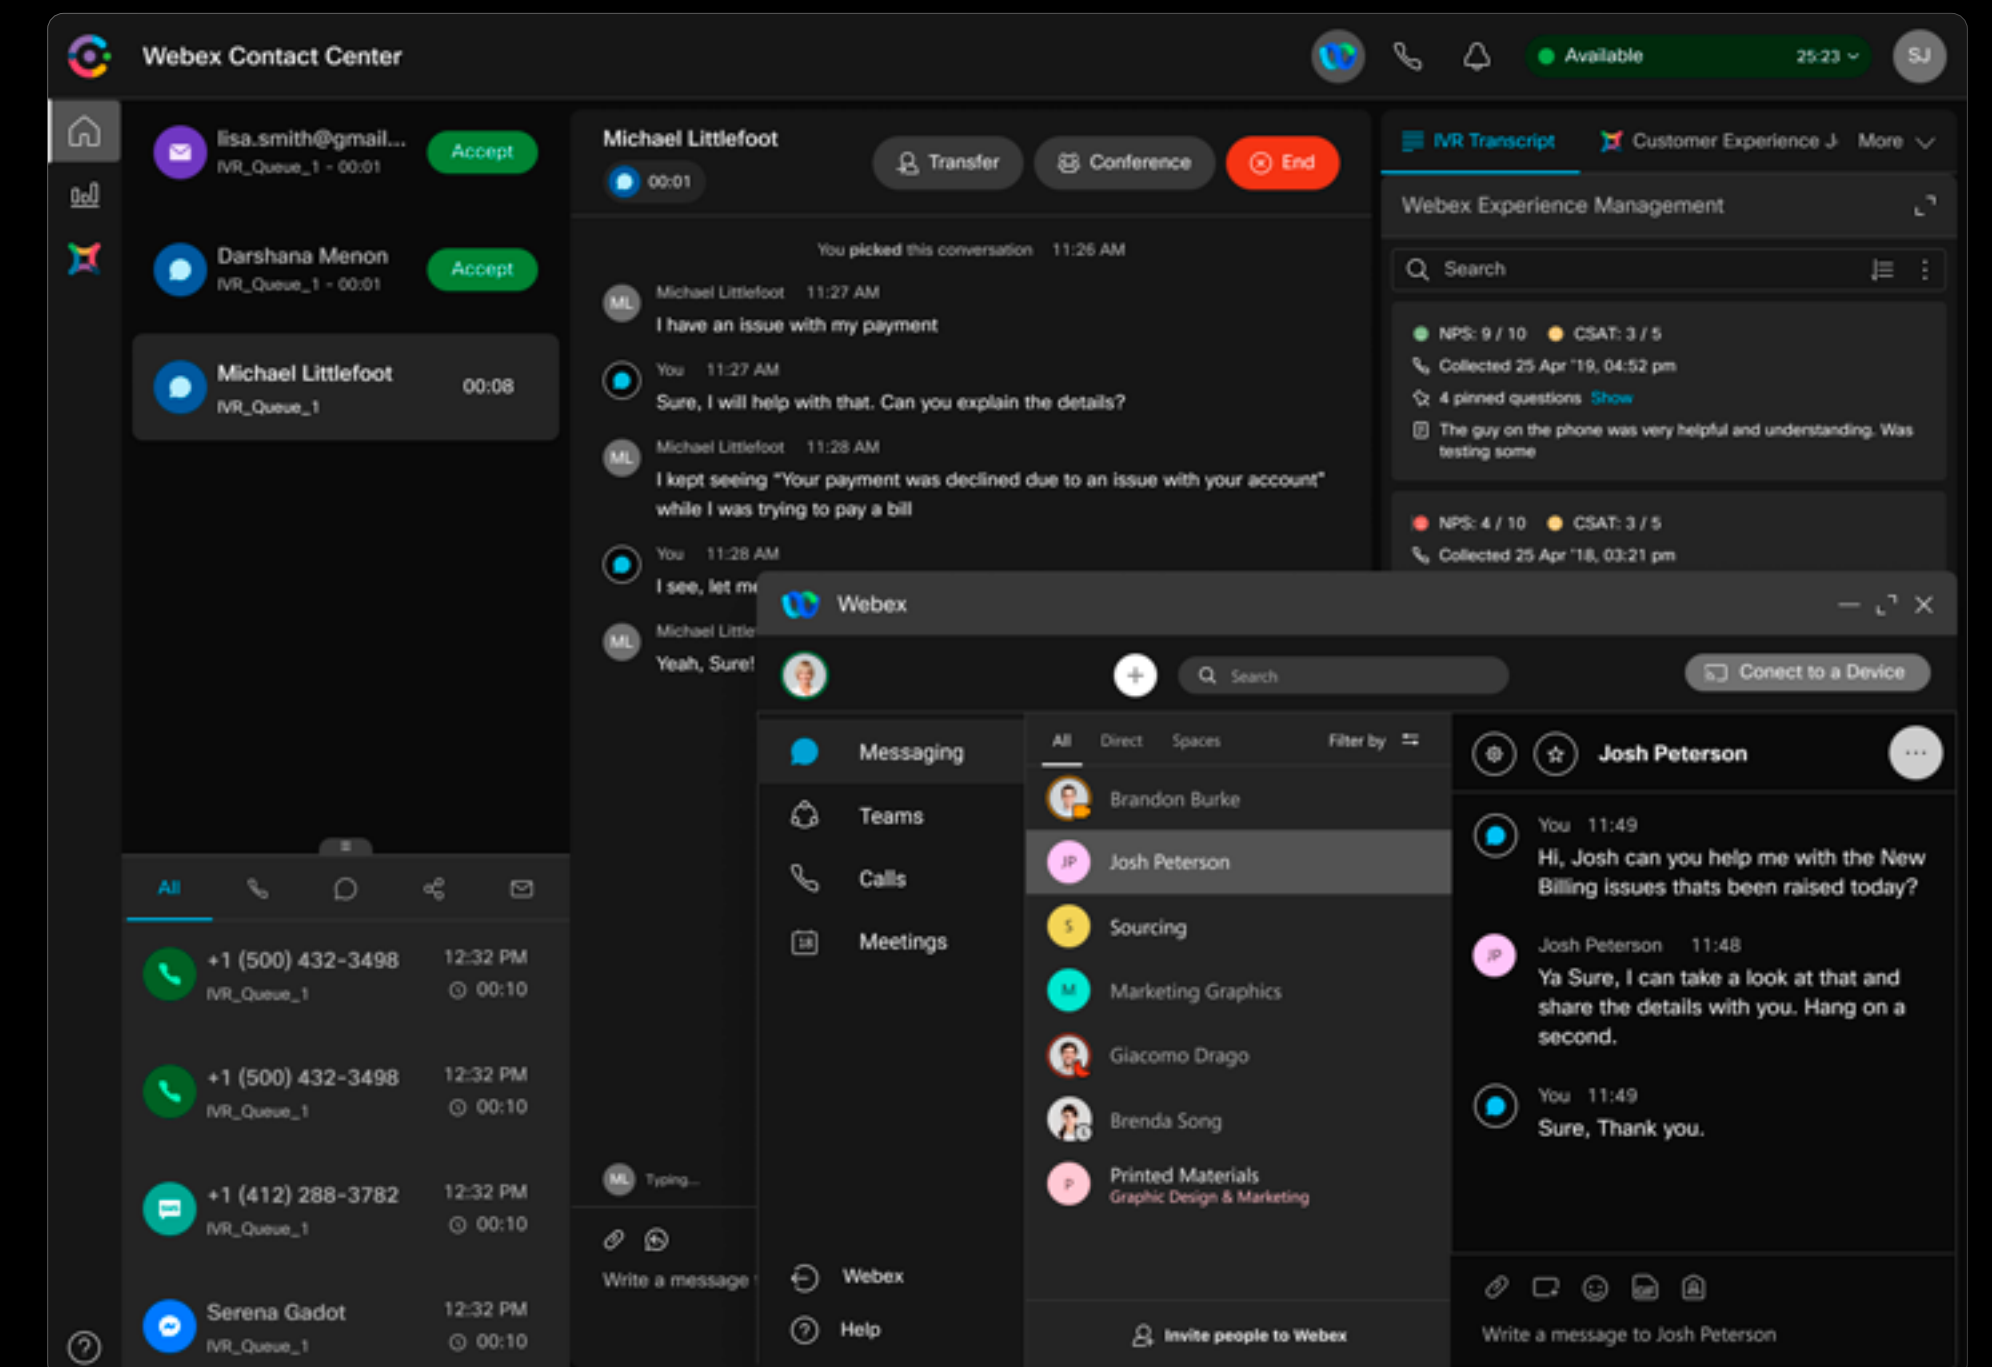 Webex Contact Center
Available
25:23
SJ
lisa.smith@gmail...
IVR_Queue_1 - 00:01
Accept
Darshana Menon
IVR_Queue_1 - 00:01
Accept
Michael Littlefoot
IVR_Queue_1
00:08
All
+1 (500) 432-3498
12:32 PM
IVR_Queue_1
00:10
+1 (500) 432-3498
12:32 PM
IVR_Queue_1
00:10
+1 (412) 288-3782
12:32 PM
IVR_Queue_1
00:10
Serena Gadot
12:32 PM
IVR_Queue_1
00:10
Michael Littlefoot
00:01
Transfer
Conference
End
You picked this conversation 11:26 AM
ML
Michael Littlefoot 11:27 AM
I have an issue with my payment
You 11:27 AM
Sure, I will help with that. Can you explain the details?
ML
Michael Littlefoot 11:28 AM
I kept seeing "Your payment was declined due to an issue with your account"
while I was trying to pay a bill
You 11:28 AM
I see, let me
ML
Michael Little
Yeah, Sure!
ML
Typing...
Write a message
IVR Transcript
Customer Experience J
More
Webex Experience Management
Search
NPS: 9 / 10 CSAT: 3 / 5
Collected 25 Apr '19, 04:52 pm
4 pinned questions Show
The guy on the phone was very helpful and understanding. Was
testing some
NPS: 4 / 10 CSAT: 3 / 5
Collected 25 Apr '18, 03:21 pm
Webex
Search
Conect to a Device
Messaging
Teams
Calls
18
Meetings
Webex
Help
All
Direct
Spaces
Filter by
Brandon Burke
JP
Josh Peterson
S
Sourcing
M
Marketing Graphics
Giacomo Drago
Brenda Song
P
Printed Materials
Graphic Design & Marketing
Invite people to Webex
Josh Peterson
You 11:49
Hi, Josh can you help me with the New
Billing issues thats been raised today?
JP
Josh Peterson 11:48
Ya Sure, I can take a look at that and
share the details with you. Hang on a
second.
You 11:49
Sure, Thank you.
GIF
Write a message to Josh Peterson